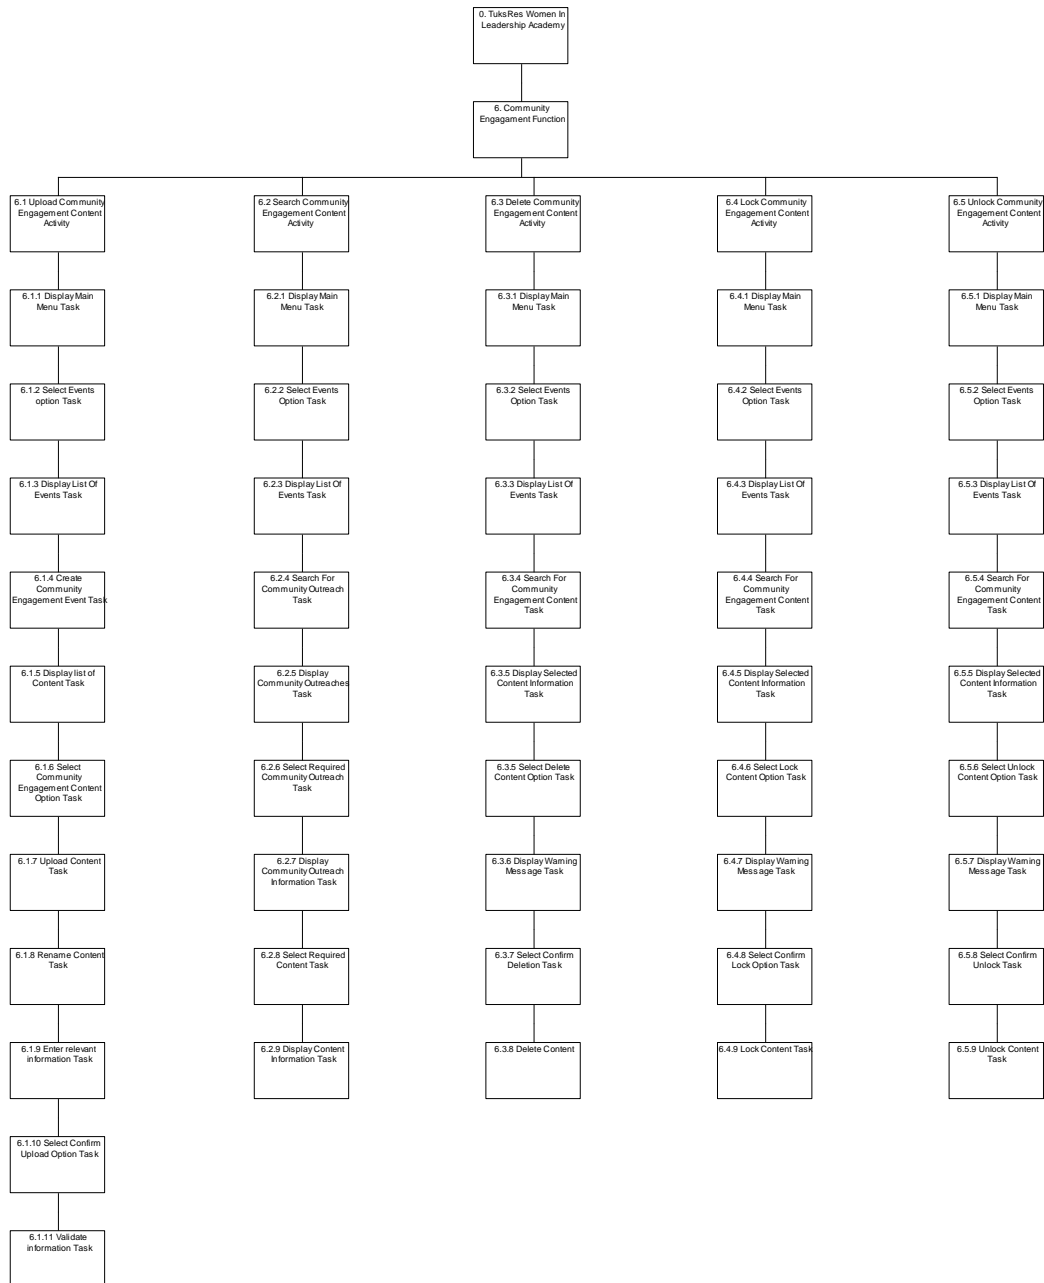 0. TuksRes Women In
Leadership Academy
6. Community
Engagament Function
6.1 Upload Community
Engagement Content
Activity
6.2 Search Community
Engagement Content
Activity
6.3 Delete Community
Engagement Content
Activity
6.4 Lock Community
Engagement Content
Activity
6.5 Unlock Community
Engagement Content
Activity
6.1.1 Display Main
Menu Task
6.2.1 Display Main
Menu Task
6.3.1 Display Main
Menu Task
6.4.1 Display Main
Menu Task
6.5.1 Display Main
Menu Task
6.1.2 Select Events
option Task
6.2.2 Select Events
Option Task
6.3.2 Select Events
Option Task
6.4.2 Select Events
Option Task
6.5.2 Select Events
Option Task
6.1.3 Display List Of
Events Task
6.2.3 Display List Of
Events Task
6.3.3 Display List Of
Events Task
6.4.3 Display List Of
Events Task
6.5.3 Display List Of
Events Task
6.1.4 Create
Community
Engagement Event Task
6.2.4 Search For
Community Outreach
Task
6.3.4 Search For
Community
Engagement Content
Task
6.4.4 Search For
Community
Engagement Content
Task
6.5.4 Search For
Community
Engagement Content
Task
6.1.5 Display list of
Content Task
6.2.5 Display
Community Outreaches
Task
6.3.5 Display Selected
Content Information
Task
6.4.5 Display Selected
Content Information
Task
6.5.5 Display Selected
Content Information
Task
6.1.6 Select
Community
Engagement Content
Option Task
6.2.6 Select Required
Community Outreach
Task
6.3.5 Select Delete
Content Option Task
6.4.6 Select Lock
Content Option Task
6.5.6 Select Unlock
Content Option Task
6.1.7 Upload Content
Task
6.2.7 Display
Community Outreach
Information Task
6.3.6 Display Warning
Message Task
6.4.7 Display Warning
Message Task
6.5.7 Display Warning
Message Task
6.1.8 Rename Content
Task
6.2.8 Select Required
Content Task
6.3.7 Select Confirm
Deletion Task
6.4.8 Select Confirm
Lock Option Task
6.5.8 Select Confirm
Unlock Task
6.1.9 Enter relevant
information Task
6.2.9 Display Content
Information Task
6.3.8 Delete Content
6.4.9 Lock Content Task
6.5.9 Unlock Content
Task
6.1.10 Select Confirm
Upload Option Task
6.1.11 Validate
information Task